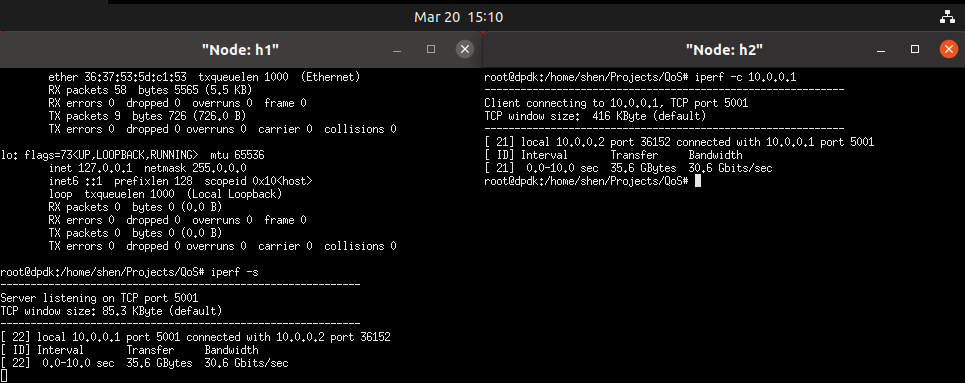 Mar 20 15:10
"Node: h1"
ether 36:37:53:5d:c1:53 txqueuelen 1000 (Ethernet)
RX packets 58 bytes 5565 (5.5 KB)
RX errors 0 dropped 0 overruns 0 frame 0
TX packets 9 bytes 726 (726.0 B)
TX errors 0 dropped 0 overruns 0 carrier 0 collisions 0
lo: flags=73<UP,LOOPBACK,RUNNING> mtu 65536
inet 127.0.0.1 netmask 255.0.0.0
inet6 ::1 prefixlen 128 scopeid 0x10<host>
loop txqueuelen 1000 (Local Loopback)
RX packets 0 bytes 0 (0.0 B)
RX errors 0 dropped 0 overruns 0 frame 0
TX packets 0 bytes 0 (0.0 B)
TX errors 0 dropped 0 overruns 0 carrier 0 collisions 0
root@dpdk:/home/shen/Projects/QoS# iperf -s
------------------------------------------------------------
Server listening on TCP port 5001
TCP window size: 85.3 KByte (default)
------------------------------------------------------------
[ 22] local 10.0.0.1 port 5001 connected with 10.0.0.2 port 36152
[ ID] Interval Transfer Bandwidth
[ 22] 0.0-10.0 sec 35.6 GBytes 30.6 Gbits/sec
"Node: h2"
root@dpdk:/home/shen/Projects/QoS# iperf -c 10.0.0.1
------------------------------------------------------------
Client connecting to 10.0.0.1, TCP port 5001
TCP window size: 416 KByte (default)
------------------------------------------------------------
[ 21] local 10.0.0.2 port 36152 connected with 10.0.0.1 port 5001
[ ID] Interval Transfer Bandwidth
[ 21] 0.0-10.0 sec 35.6 GBytes 30.6 Gbits/sec
root@dpdk:/home/shen/Projects/QoS#